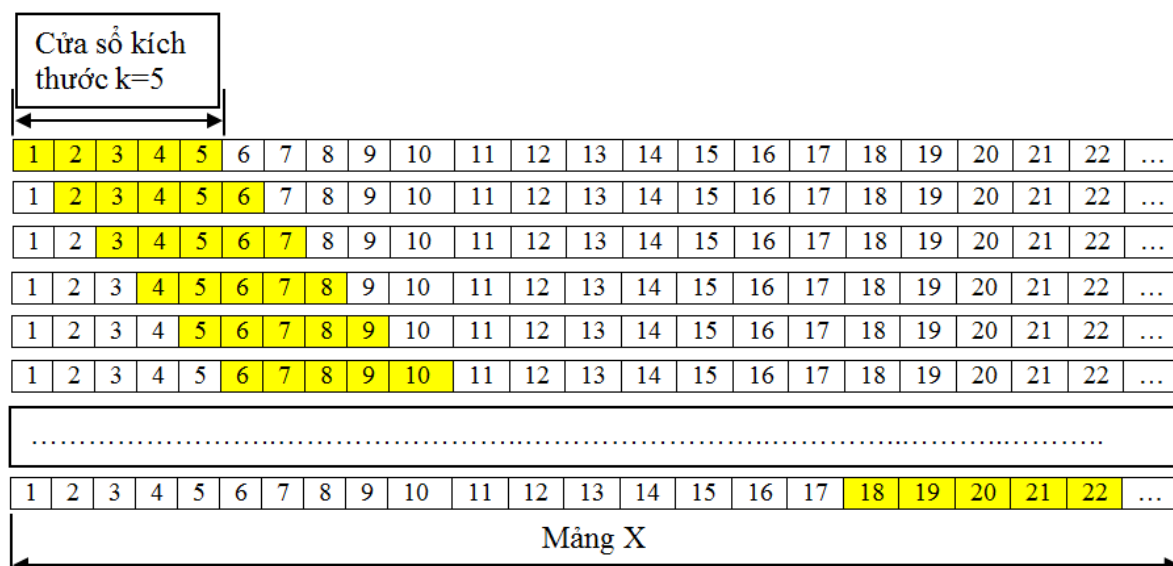 Cửa sổ kích
thước k=5
1 2 3 4 5 6 7 8 9 10 11 12 13 14 15 16 17 18 19 20 21 22 …
1 2 3 4 5 6 7 8 9 10 11 12 13 14 15 16 17 18 19 20 21 22 …
1 2 3 4 5 6 7 8 9 10 11 12 13 14 15 16 17 18 19 20 21 22 …
1 2 3 4 5 6 7 8 9 10 11 12 13 14 15 16 17 18 19 20 21 22 …
1 2 3 4 5 6 7 8 9 10 11 12 13 14 15 16 17 18 19 20 21 22 …
1 2 3 4 5 6 7 8 9 10 11 12 13 14 15 16 17 18 19 20 21 22 …
……………………..……………………..……………………..…………..………..……….
1 2 3 4 5 6 7 8 9 10 11 12 13 14 15 16 17 18 19 20 21 22 …
Mảng X